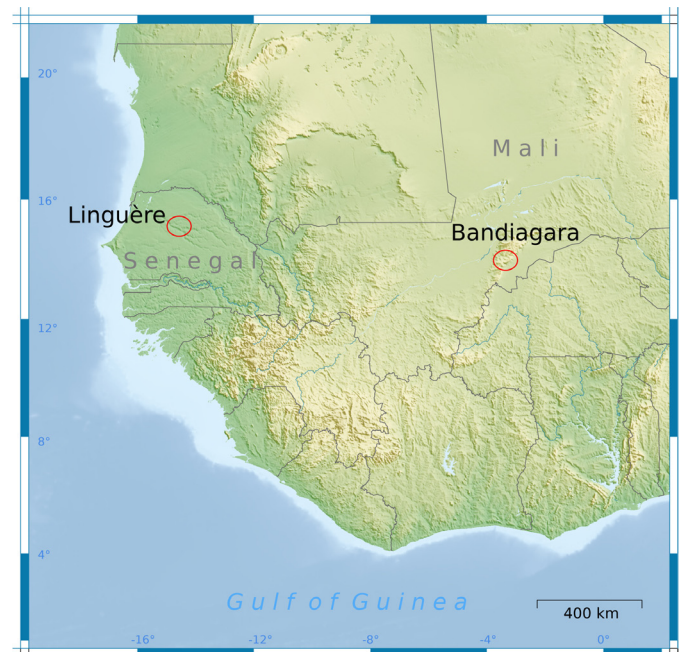 20°
Mali
16°
Linguère
Bandiagara
Senegal
12°
8°
4°
Gulf of Guinea
400 km
-16°
-12°
-8°
-4°
0°